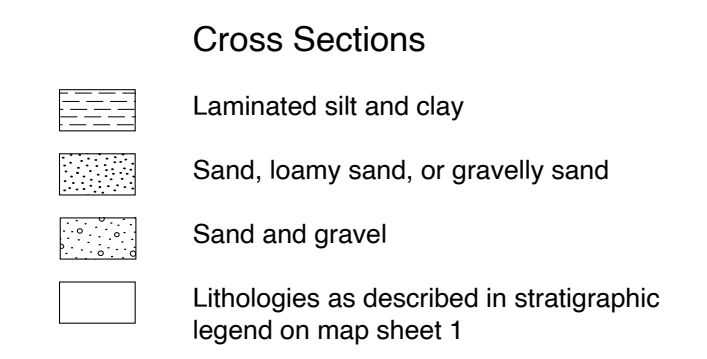 Cross Sections
Laminated silt and clay
Sand, loamy sand, or gravelly sand
Sand and gravel
Lithologies as described in stratigraphic
legend on map sheet 1